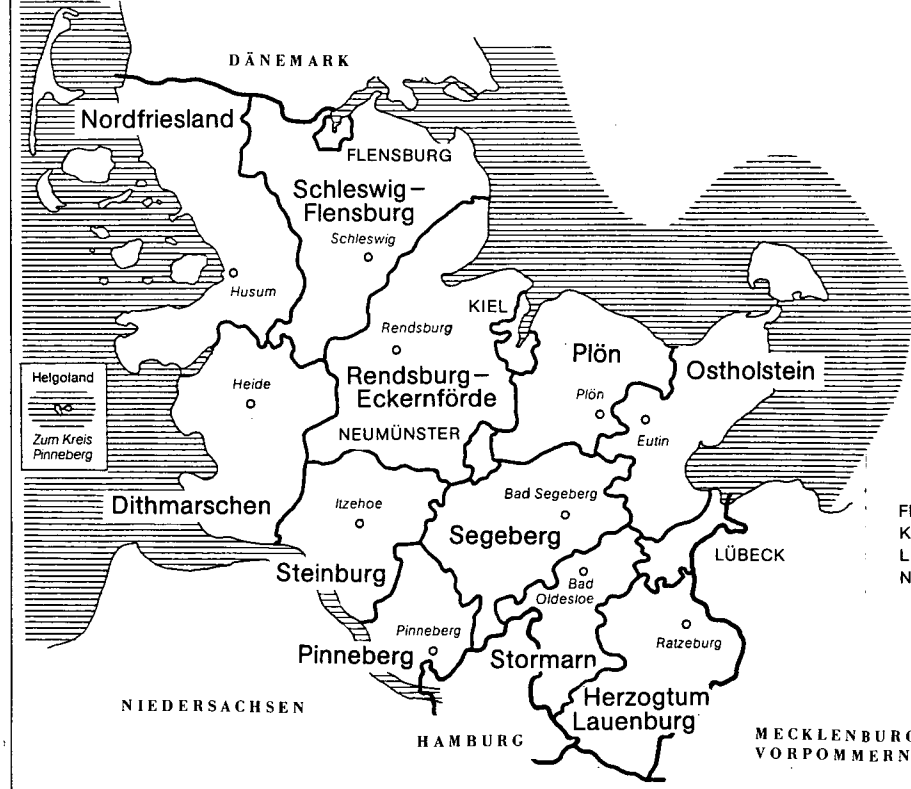 DÄNEMARK
Nordfriesland
FLENSBURG
Schleswig–
Flensburg
Schleswig
Husum
KIEL
Rendsburg
Plön
Ostholstein
Helgoland
Zum Kreis
Pinneberg
Heide
Rendsburg–
Eckernförde
Plön
Eutin
NEUMÜNSTER
Dithmarschen
Itzehoe
Bad Segeberg
Segeberg
Steinburg
LÜBECK
Bad
Oldesloe
Pinneberg
Pinneberg
Stormarn
Ratzeburg
Herzogtum
Lauenburg
NIEDERSACHSEN
HAMBURG
MECKLENBURG
VORPOMMERN
F
K
L
N